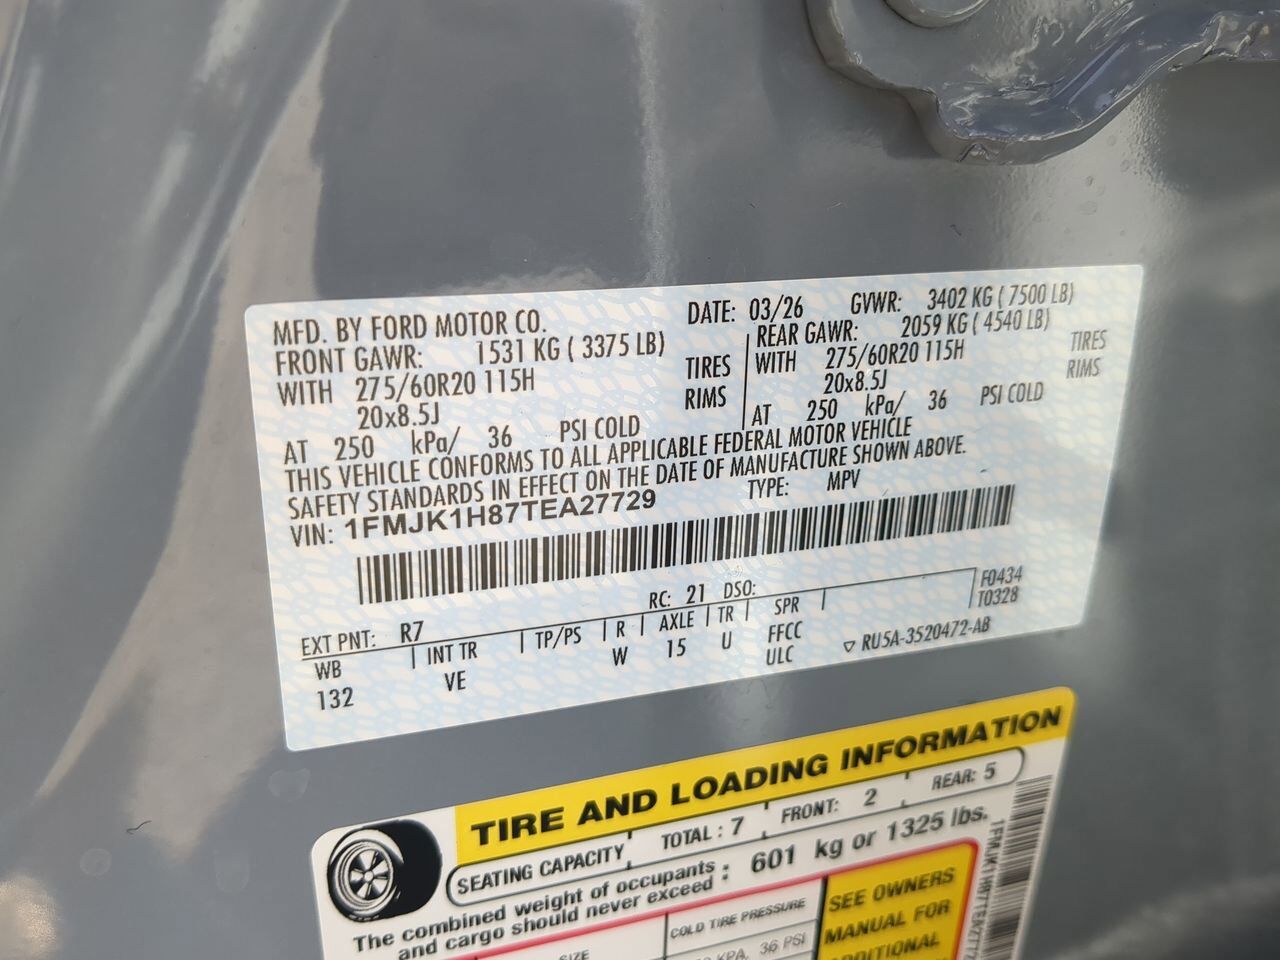 MFD. BY FORD MOTOR CO.
DATE: 03/26 GVWR: 3402 KG ( 7500 LB)
FRONT GAWR: 1531 KG ( 3375 LB)
REAR GAWR: 2059 KG ( 4540 LB)
WITH 275/60R20 115H TIRES
WITH 275/60R20 115H TIRES
20x8.5J RIMS
20x8.5J RIMS
AT 250 kPa/ 36 PSI COLD
AT 250 kPa/ 36 PSI COLD
THIS VEHICLE CONFORMS TO ALL APPLICABLE FEDERAL MOTOR VEHICLE
SAFETY STANDARDS IN EFFECT ON THE DATE OF MANUFACTURE SHOWN ABOVE.
VIN: 1FMJK1H87TEA27729 TYPE: MPV
EXT PNT: R7 RC: 21 DSO: F0434
T0328
WB INT TR TP/PS R AXLE TR SPR
132 VE W 15 U FFCC
ULC
RU5A-3520472-AB
TIRE AND LOADING INFORMATION
SEATING CAPACITY TOTAL : 7 FRONT: 2 REAR: 5
The combined weight of occupants
and cargo should never exceed : 601 kg or 1325 lbs.
SIZE
COLD TIRE PRESSURE
KPA, 36 PSI
SEE OWNERS
MANUAL FOR